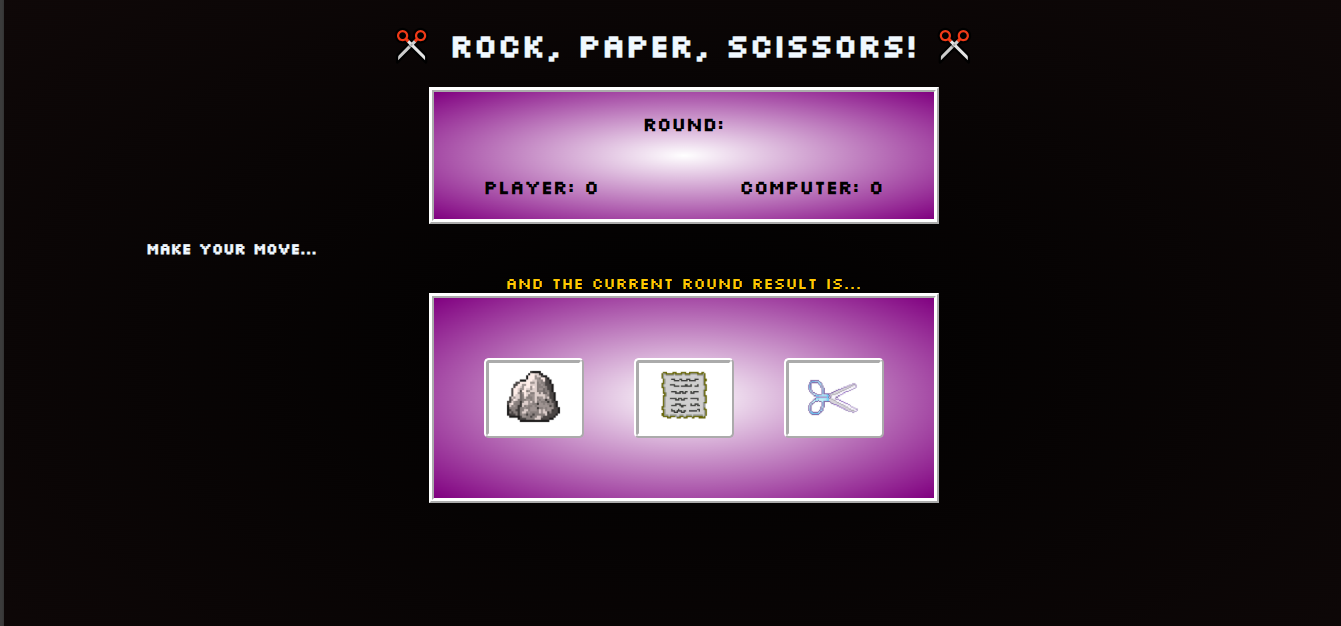 ROCK, PAPER, SCISSORS!
ROUND:
PLAYER: 0
COMPUTER: 0
MAKE YOUR MOVE...
AND THE CURRENT ROUND RESULT IS...